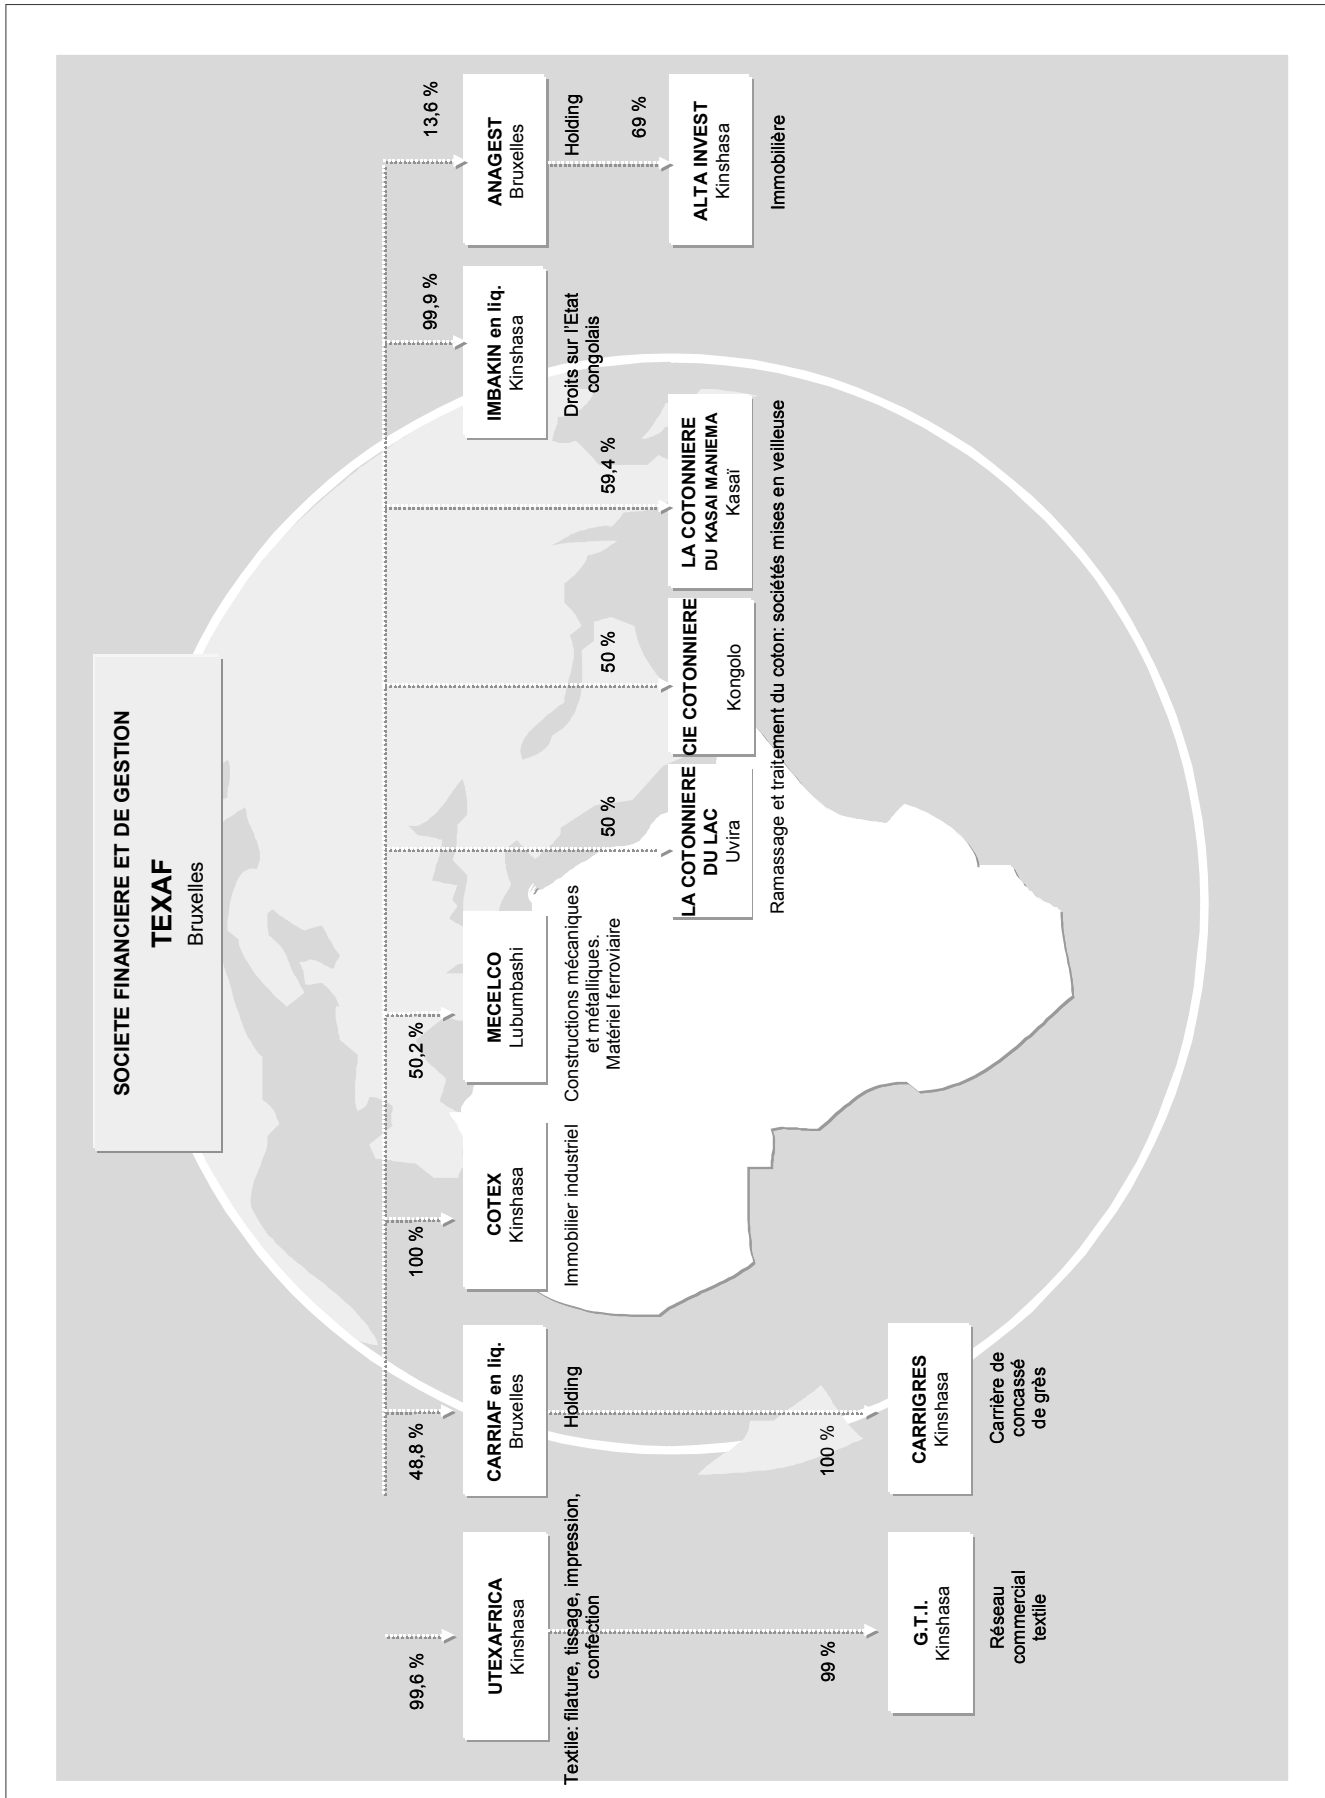 SOCIETE FINANCIERE ET DE GESTION
TEXAF
Bruxelles
99,6 %
UTEXAFRICA
Kinshasa
Textile: filature, tissage, impression,
confection
99 %
G.T.I.
Kinshasa
Réseau
commercial
textile
48,8 %
CARRIAF en liq.
Bruxelles
Holding
100 %
CARRIGRES
Kinshasa
Carrière de
concassé
de grès
100 %
COTEX
Kinshasa
Immobilier industriel
50,2 %
MECELCO
Lubumbashi
Constructions mécaniques
et métalliques.
Matériel ferroviaire
50 %
LA COTONNIERE
DU LAC
Uvira
50 %
CIE COTONNIERE
Kongolo
59,4 %
LA COTONNIERE
DU KASAI MANIEMA
Kasaï
Ramassage et traitement du coton: sociétés mises en veilleuse
99,9 %
IMBAKIN en liq.
Kinshasa
Droits sur l'Etat
congolais
13,6 %
ANAGEST
Bruxelles
Holding
69 %
ALTA INVEST
Kinshasa
Immobilière